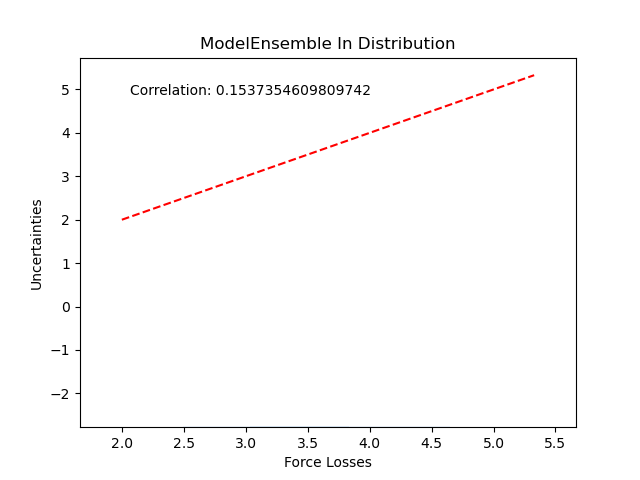 ModelEnsemble In Distribution
Correlation: 0.1537354609809742
Uncertainties
5
4
3
2
1
0
−1
−2
2.0 2.5 3.0 3.5 4.0 4.5 5.0 5.5
Force Losses